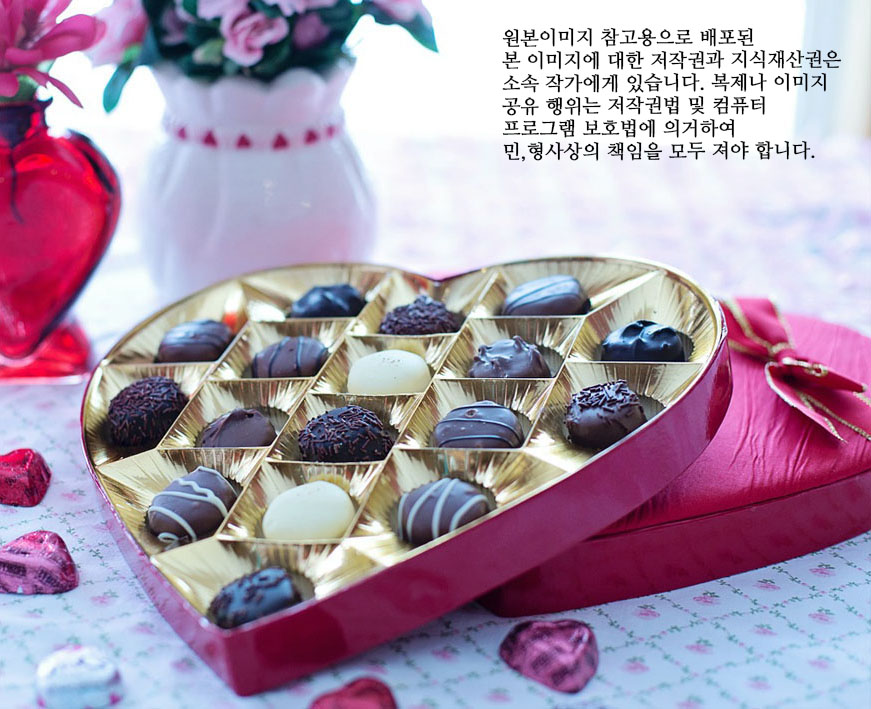 원본이미지 참고용으로 배포된
본 이미지에 대한 저작권과 지식재산권은
소속 작가에게 있습니다. 복제나 이미지
공유 행위는 저작권법 및 컴퓨터
프로그램 보호법에 의거하여
민,형사상의 책임을 모두 져야 합니다.